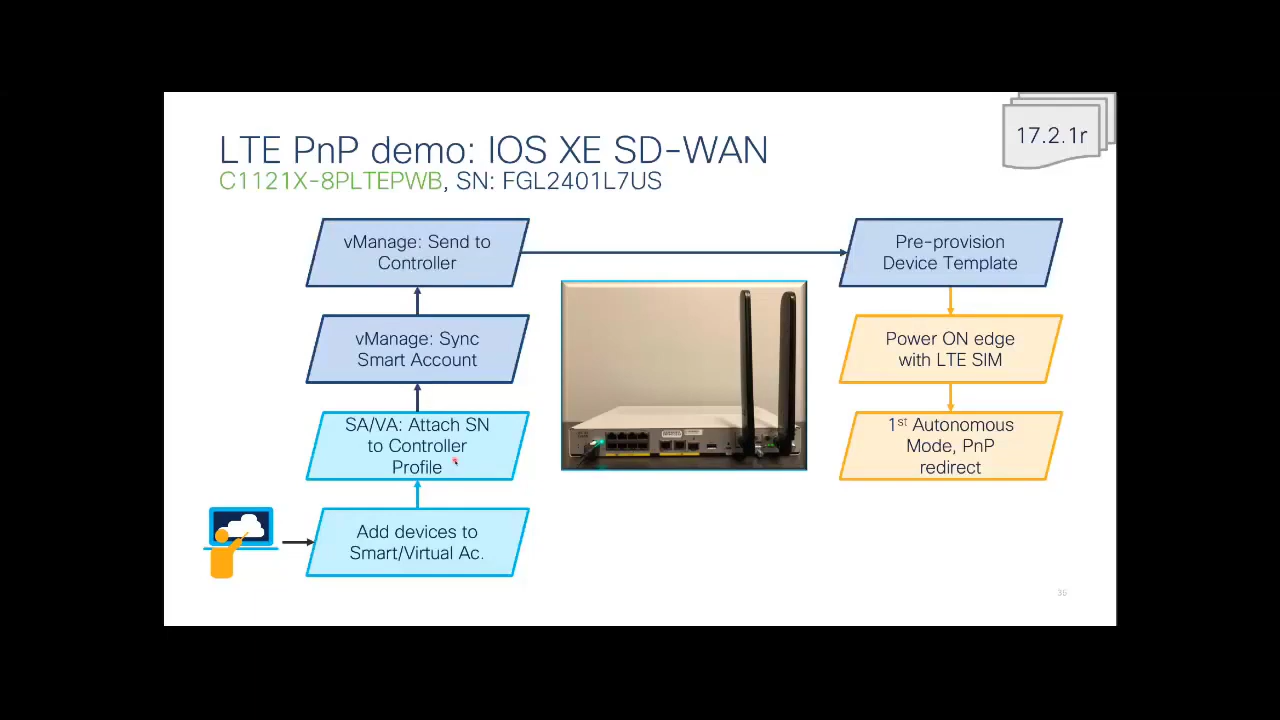 17.2.1r
LTE PnP demo: IOS XE SD-WAN
C1121X-8PLTEPWB, SN: FGL2401L7US
vManage: Send to
Controller
Pre-provision
Device Template
vManage: Sync
Smart Account
Power ON edge
with LTE SIM
SA/VA: Attach SN
to Controller
Profile
1st Autonomous
Mode, PnP
redirect
Add devices to
Smart/Virtual Ac.